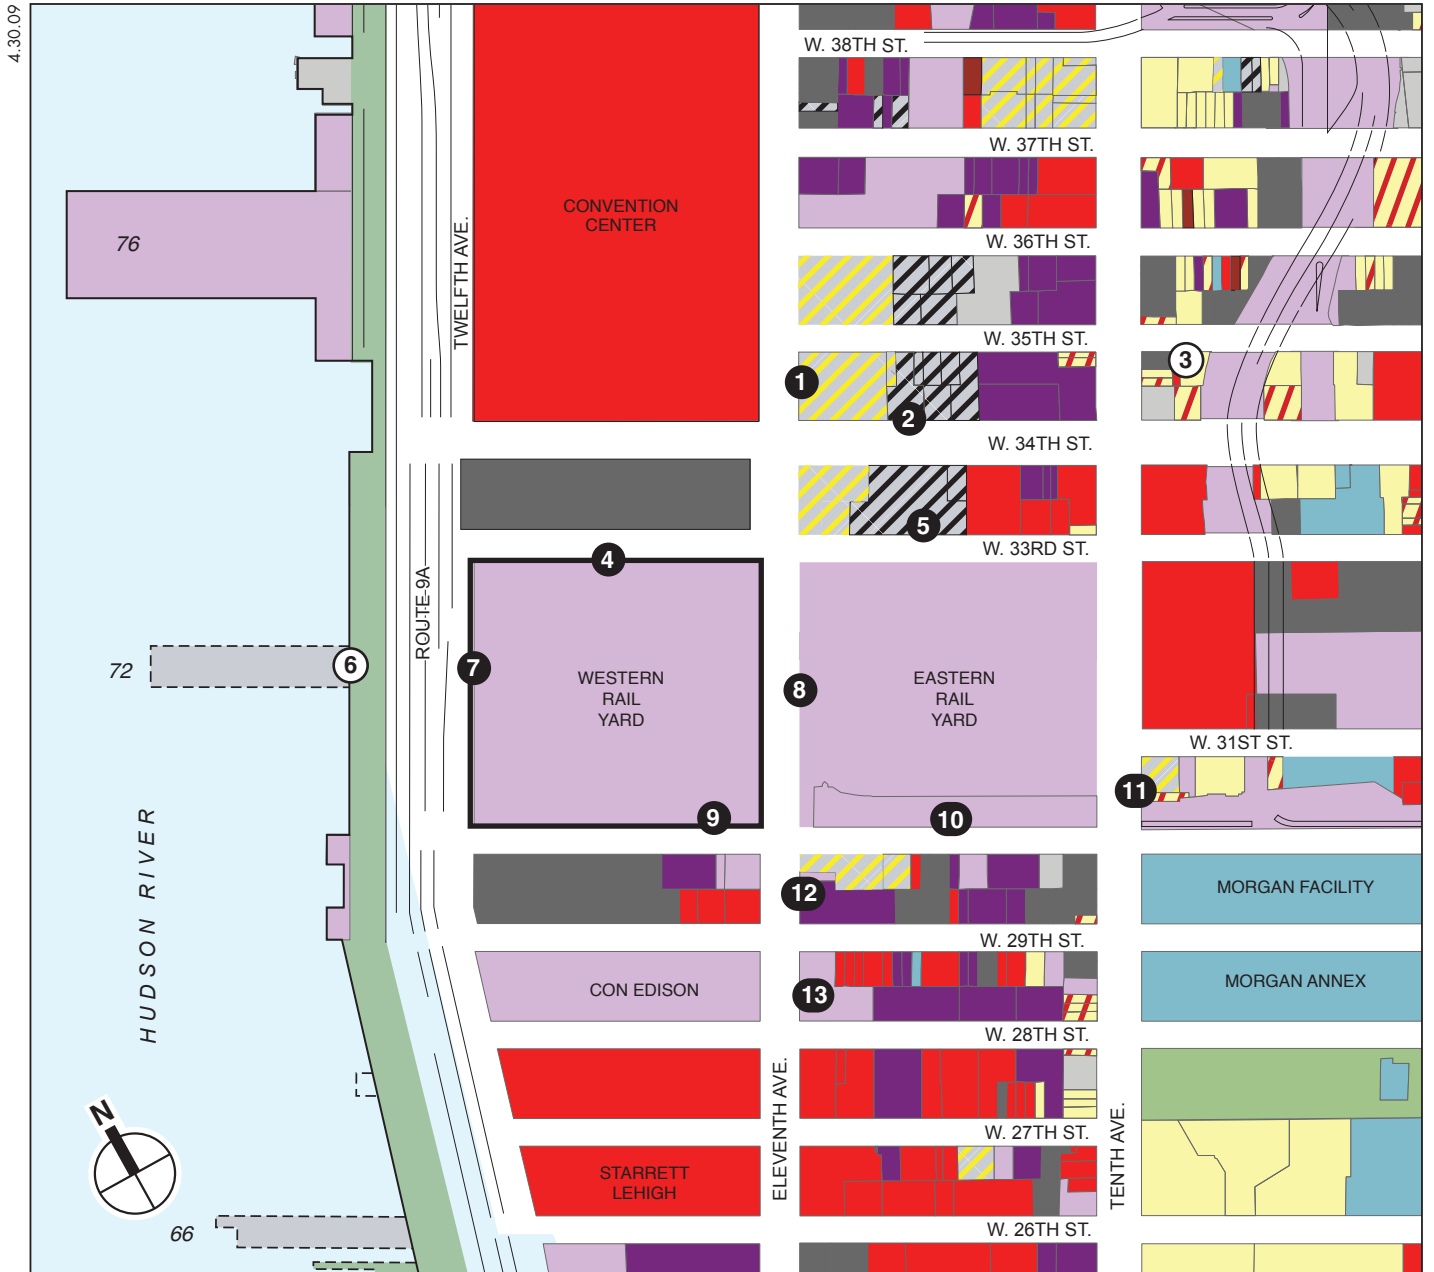 4.30.09
W. 38TH ST.
W. 37TH ST.
CONVENTION
CENTER
76
TWELFTH AVE.
W. 36TH ST.
W. 35TH ST.
1
2
3
W. 34TH ST.
5
W. 33RD ST.
4
ROUTE 9A
72
6
7
WESTERN
RAIL
YARD
8
EASTERN
RAIL
YARD
W. 31ST ST.
11
9
10
HUDSON RIVER
12
MORGAN FACILITY
W. 29TH ST.
CON EDISON
13
MORGAN ANNEX
W. 28TH ST.
N
ELEVENTH AVE.
TENTH AVE.
W. 27TH ST.
STARRETT
LEHIGH
66
W. 26TH ST.